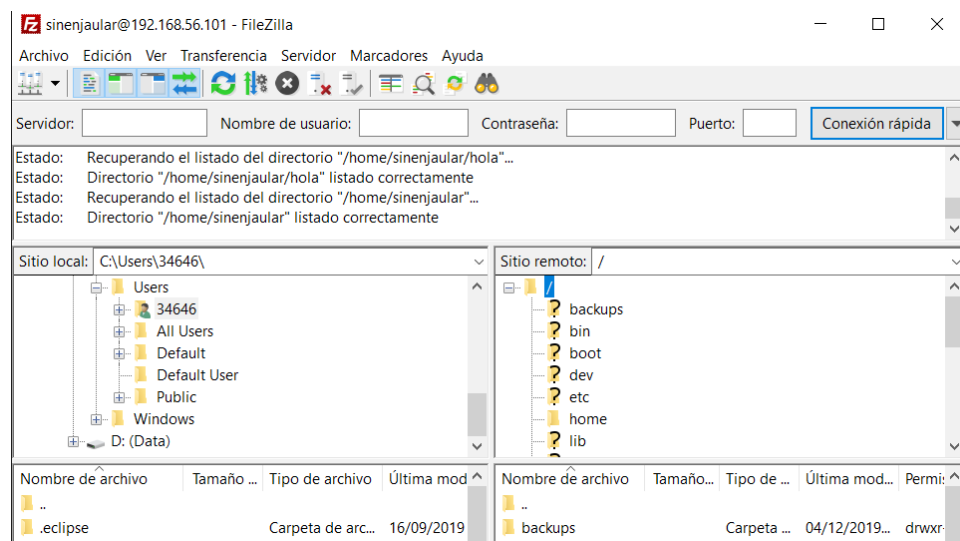 sinenjaular@192.168.56.101 - FileZilla
Archivo Edición Ver Transferencia Servidor Marcadores Ayuda
Servidor: Nombre de usuario: Contraseña: Puerto: Conexión rápida
Estado: Recuperando el listado del directorio "/home/sinenjaular/hola"...
Estado: Directorio "/home/sinenjaular/hola" listado correctamente
Estado: Recuperando el listado del directorio "/home/sinenjaular"...
Estado: Directorio "/home/sinenjaular" listado correctamente
Sitio local: C:\Users\34646\
Users
34646
All Users
Default
Default User
Public
Windows
D: (Data)
Sitio remoto: /
/
backups
bin
boot
dev
etc
home
lib
Nombre de archivo Tamaño ... Tipo de archivo Última mod
..
.eclipse Carpeta de arc... 16/09/2019
Nombre de archivo Tamaño... Tipo de ... Última mod... Permi
..
backups Carpeta ... 04/12/2019... drwxr